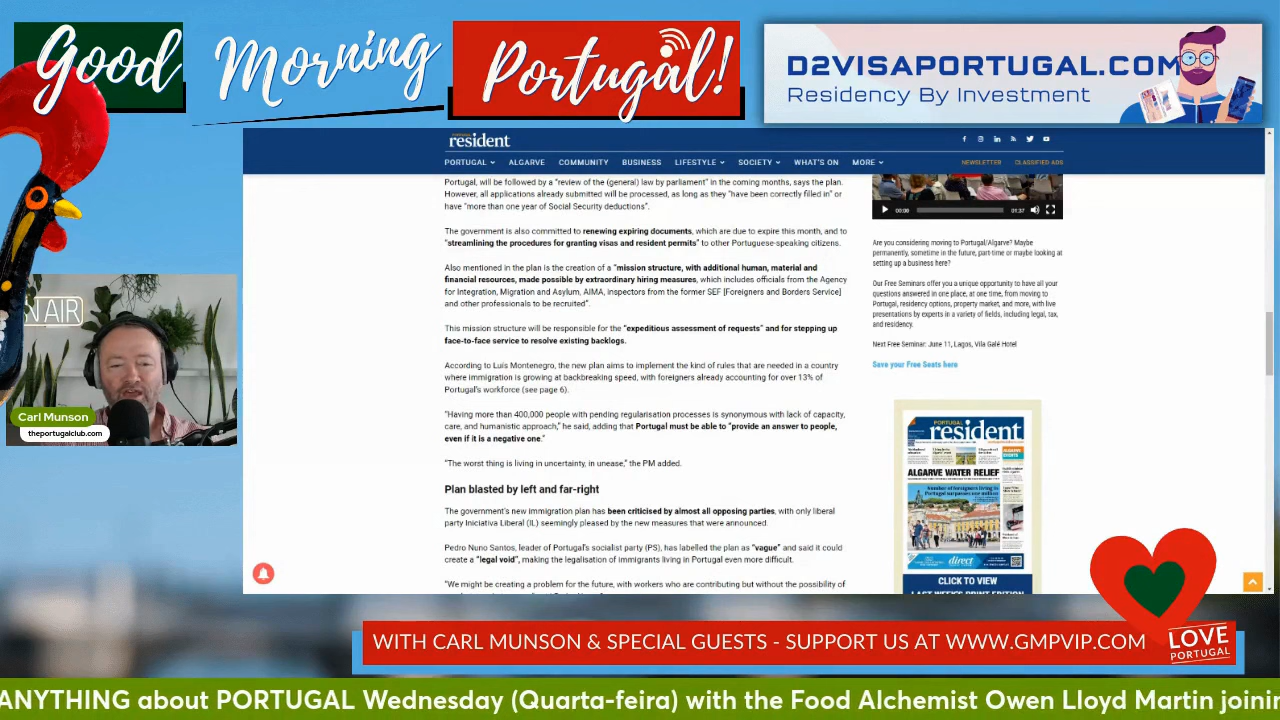 Good
Morning
Portugal!
D2VISAPORTUGAL.COM
Residency By Investment
PORTUGAL
resident
PORTUGAL
ALGARVE
COMMUNITY
BUSINESS
LIFESTYLE
SOCIETY
WHAT'S ON
MORE
NEWSLETTER
CLASSIFIED ADS
Portugal, will be followed by a "review of the (general) law by parliament" in the coming months, says the plan.
However, all applications already submitted will be processed, as long as they "have been correctly filled in" or
have "more than one year of Social Security deductions".
The government is also committed to renewing expiring documents, which are due to expire this month, and to
"streamlining the procedures for granting visas and resident permits" to other Portuguese-speaking citizens.
Also mentioned in the plan is the creation of a "mission structure, with additional human, material and
financial resources, made possible by extraordinary hiring measures, which includes officials from the Agency
for Integration, Migration and Asylum, AIMA, inspectors from the former SEF [Foreigners and Borders Service]
and other professionals to be recruited".
This mission structure will be responsible for the "expeditious assessment of requests" and for stepping up
face-to-face service to resolve existing backlogs.
According to Luís Montenegro, the new plan aims to implement the kind of rules that are needed in a country
where immigration is growing at backbreaking speed, with foreigners already accounting for over 13% of
Portugal's workforce (see page 6).
"Having more than 400,000 people with pending regularisation processes is synonymous with lack of capacity,
care, and humanistic approach," he said, adding that Portugal must be able to "provide an answer to people,
even if it is a negative one."
"The worst thing is living in uncertainty, in unease," the PM added.
Plan blasted by left and far-right
The government's new immigration plan has been criticised by almost all opposing parties, with only liberal
party Iniciativa Liberal (IL) seemingly pleased by the new measures that were announced.
Pedro Nuno Santos, leader of Portugal's socialist party (PS), has labelled the plan as "vague" and said it could
create a "legal void", making the legalisation of immigrants living in Portugal even more difficult.
"We might be creating a problem for the future, with workers who are contributing but without the possibility of
00:06
01:37
Are you considering moving to Portugal/Algarve? Maybe
permanently, sometime in the future, part-time or maybe looking at
setting up a business here?
Our Free Seminars offer you a unique opportunity to have all your
questions answered in one place, at one time, from moving to
Portugal, residency options, property market, and more, with live
presentations by experts in a variety of fields, including legal, tax,
and residency.
Next Free Seminar: June 11, Lagos, Vila Galé Hotel
Save your Free Seats here
PORTUGAL
resident
ALGARVE WATER RELIEF
Number of foreigners living in
Portugal surpasses one million
direct
CLICK TO VIEW
LAST WEEK'S PRINT EDITION
N AIR
Carl Munson
theportugalclub.com
WITH CARL MUNSON & SPECIAL GUESTS - SUPPORT US AT WWW.GMPVIP.COM
LOVE
PORTUGAL
ANYTHING about PORTUGAL Wednesday (Quarta-feira) with the Food Alchemist Owen Lloyd Martin joinin